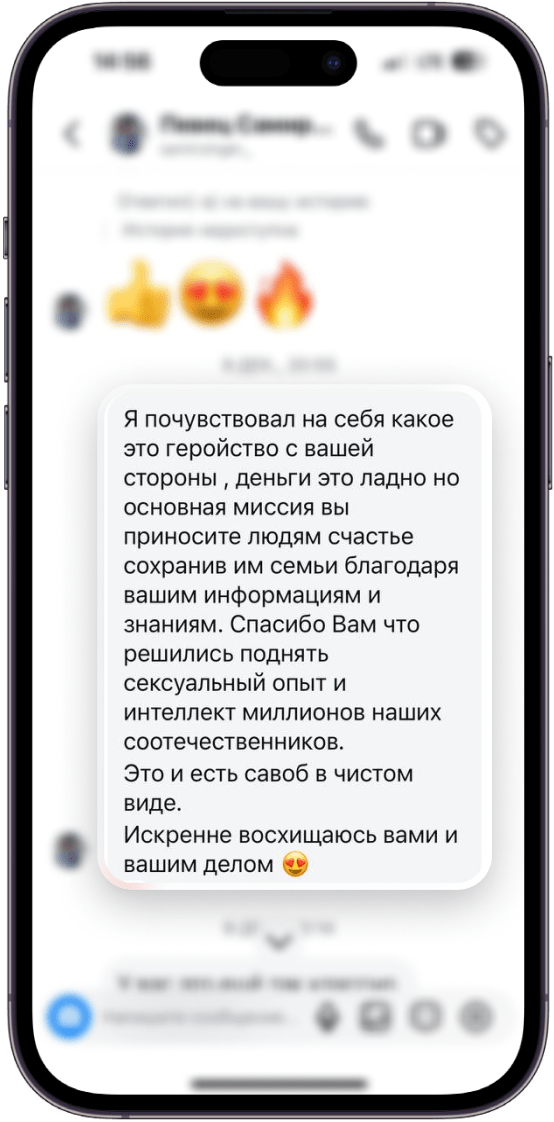 14:56
Я почувствовал на себя какое
это геройство с вашей
стороны , деньги это ладно но
основная миссия вы
приносите людям счастье
сохранив им семьи благодаря
вашим информациям и
знаниям. Спасибо Вам что
решились поднять
сексуальный опыт и
интеллект миллионов наших
соотечественников.
Это и есть савоб в чистом
виде.
Искренне восхищаюсь вами и
вашим делом 😍